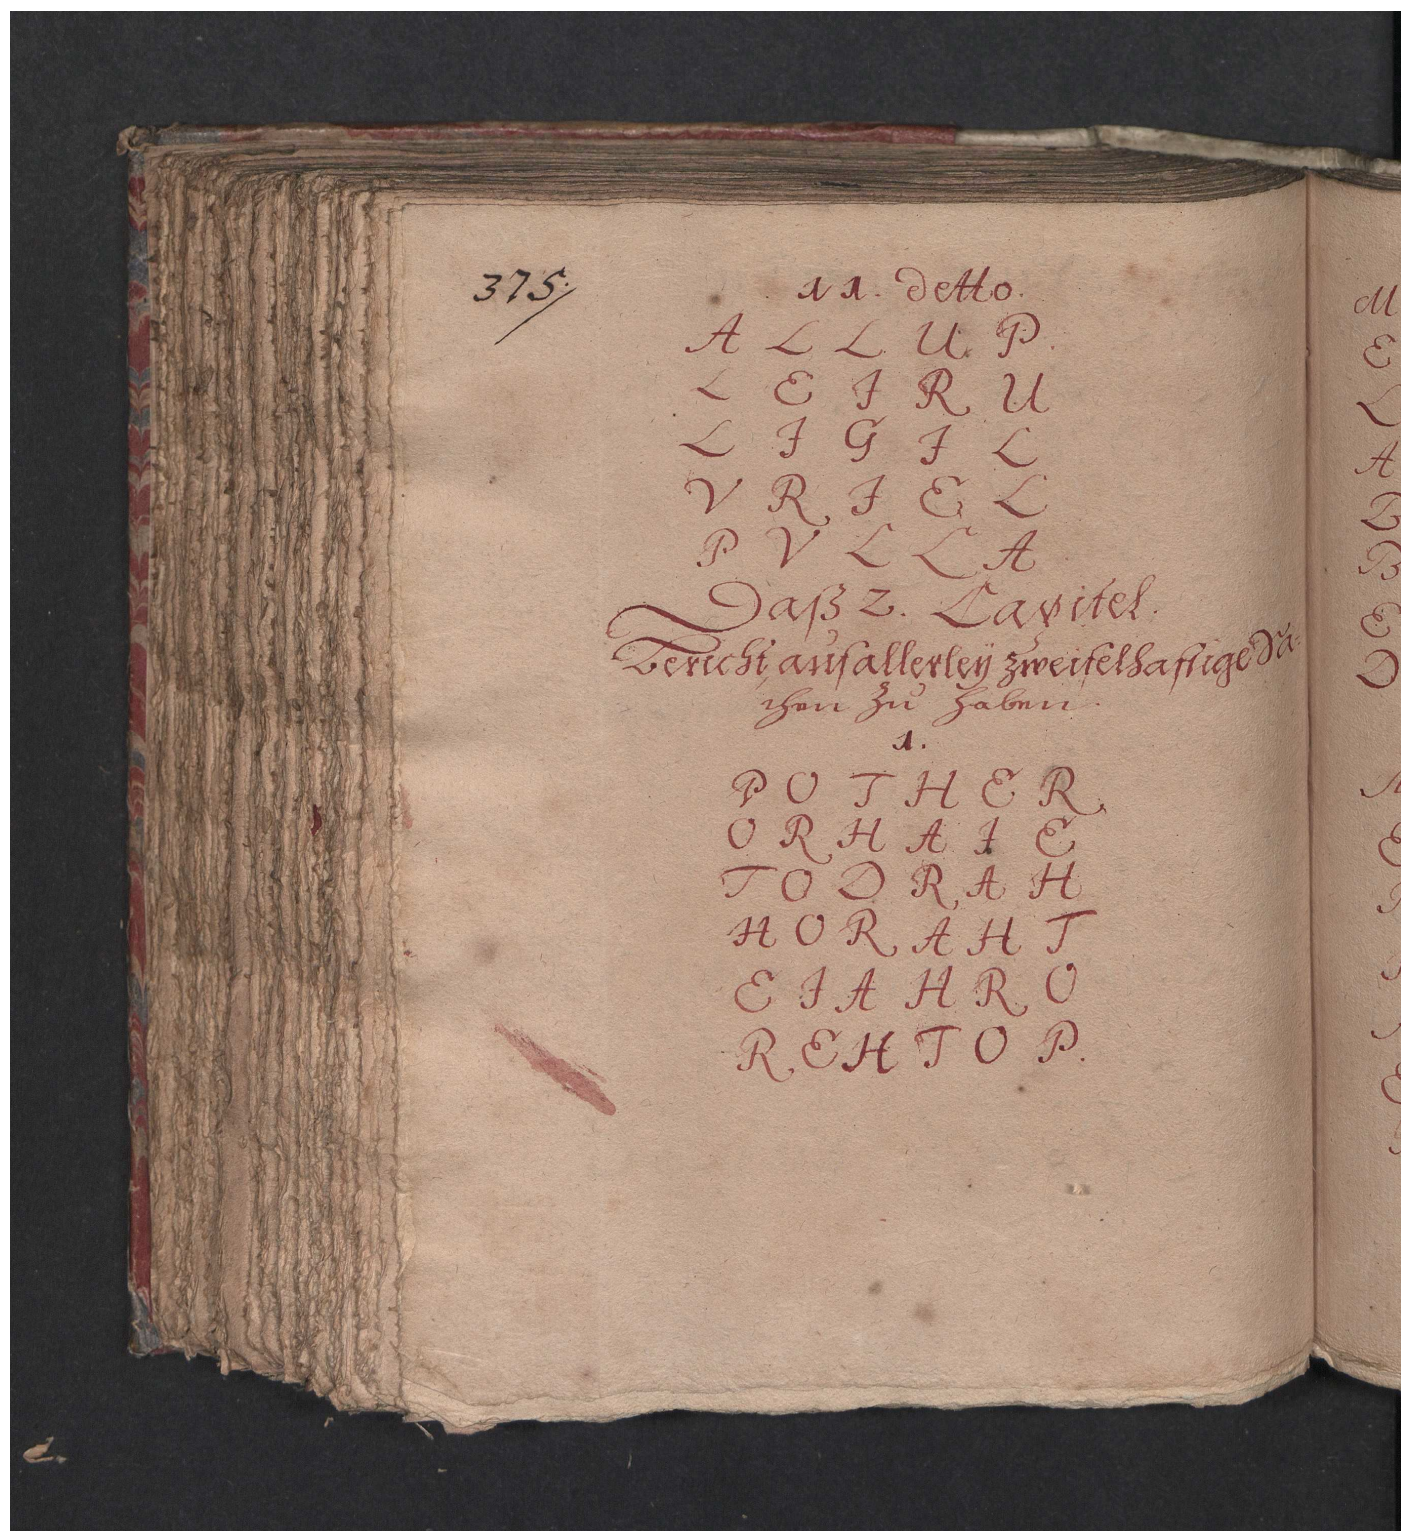 375.
11. detto.
A L L U P.
L E I R U
L I G I L
V R I E L
P V L L A
Daß 2. Capitel.
Bericht auf allerley zweifelhaftige Sa-
chen zu haben.
1.
P O T H E R
O R H A I E
T O D R A H
H O R A H T
E I A H R O
R E H T O P.
M
E
L
A
B
E
D